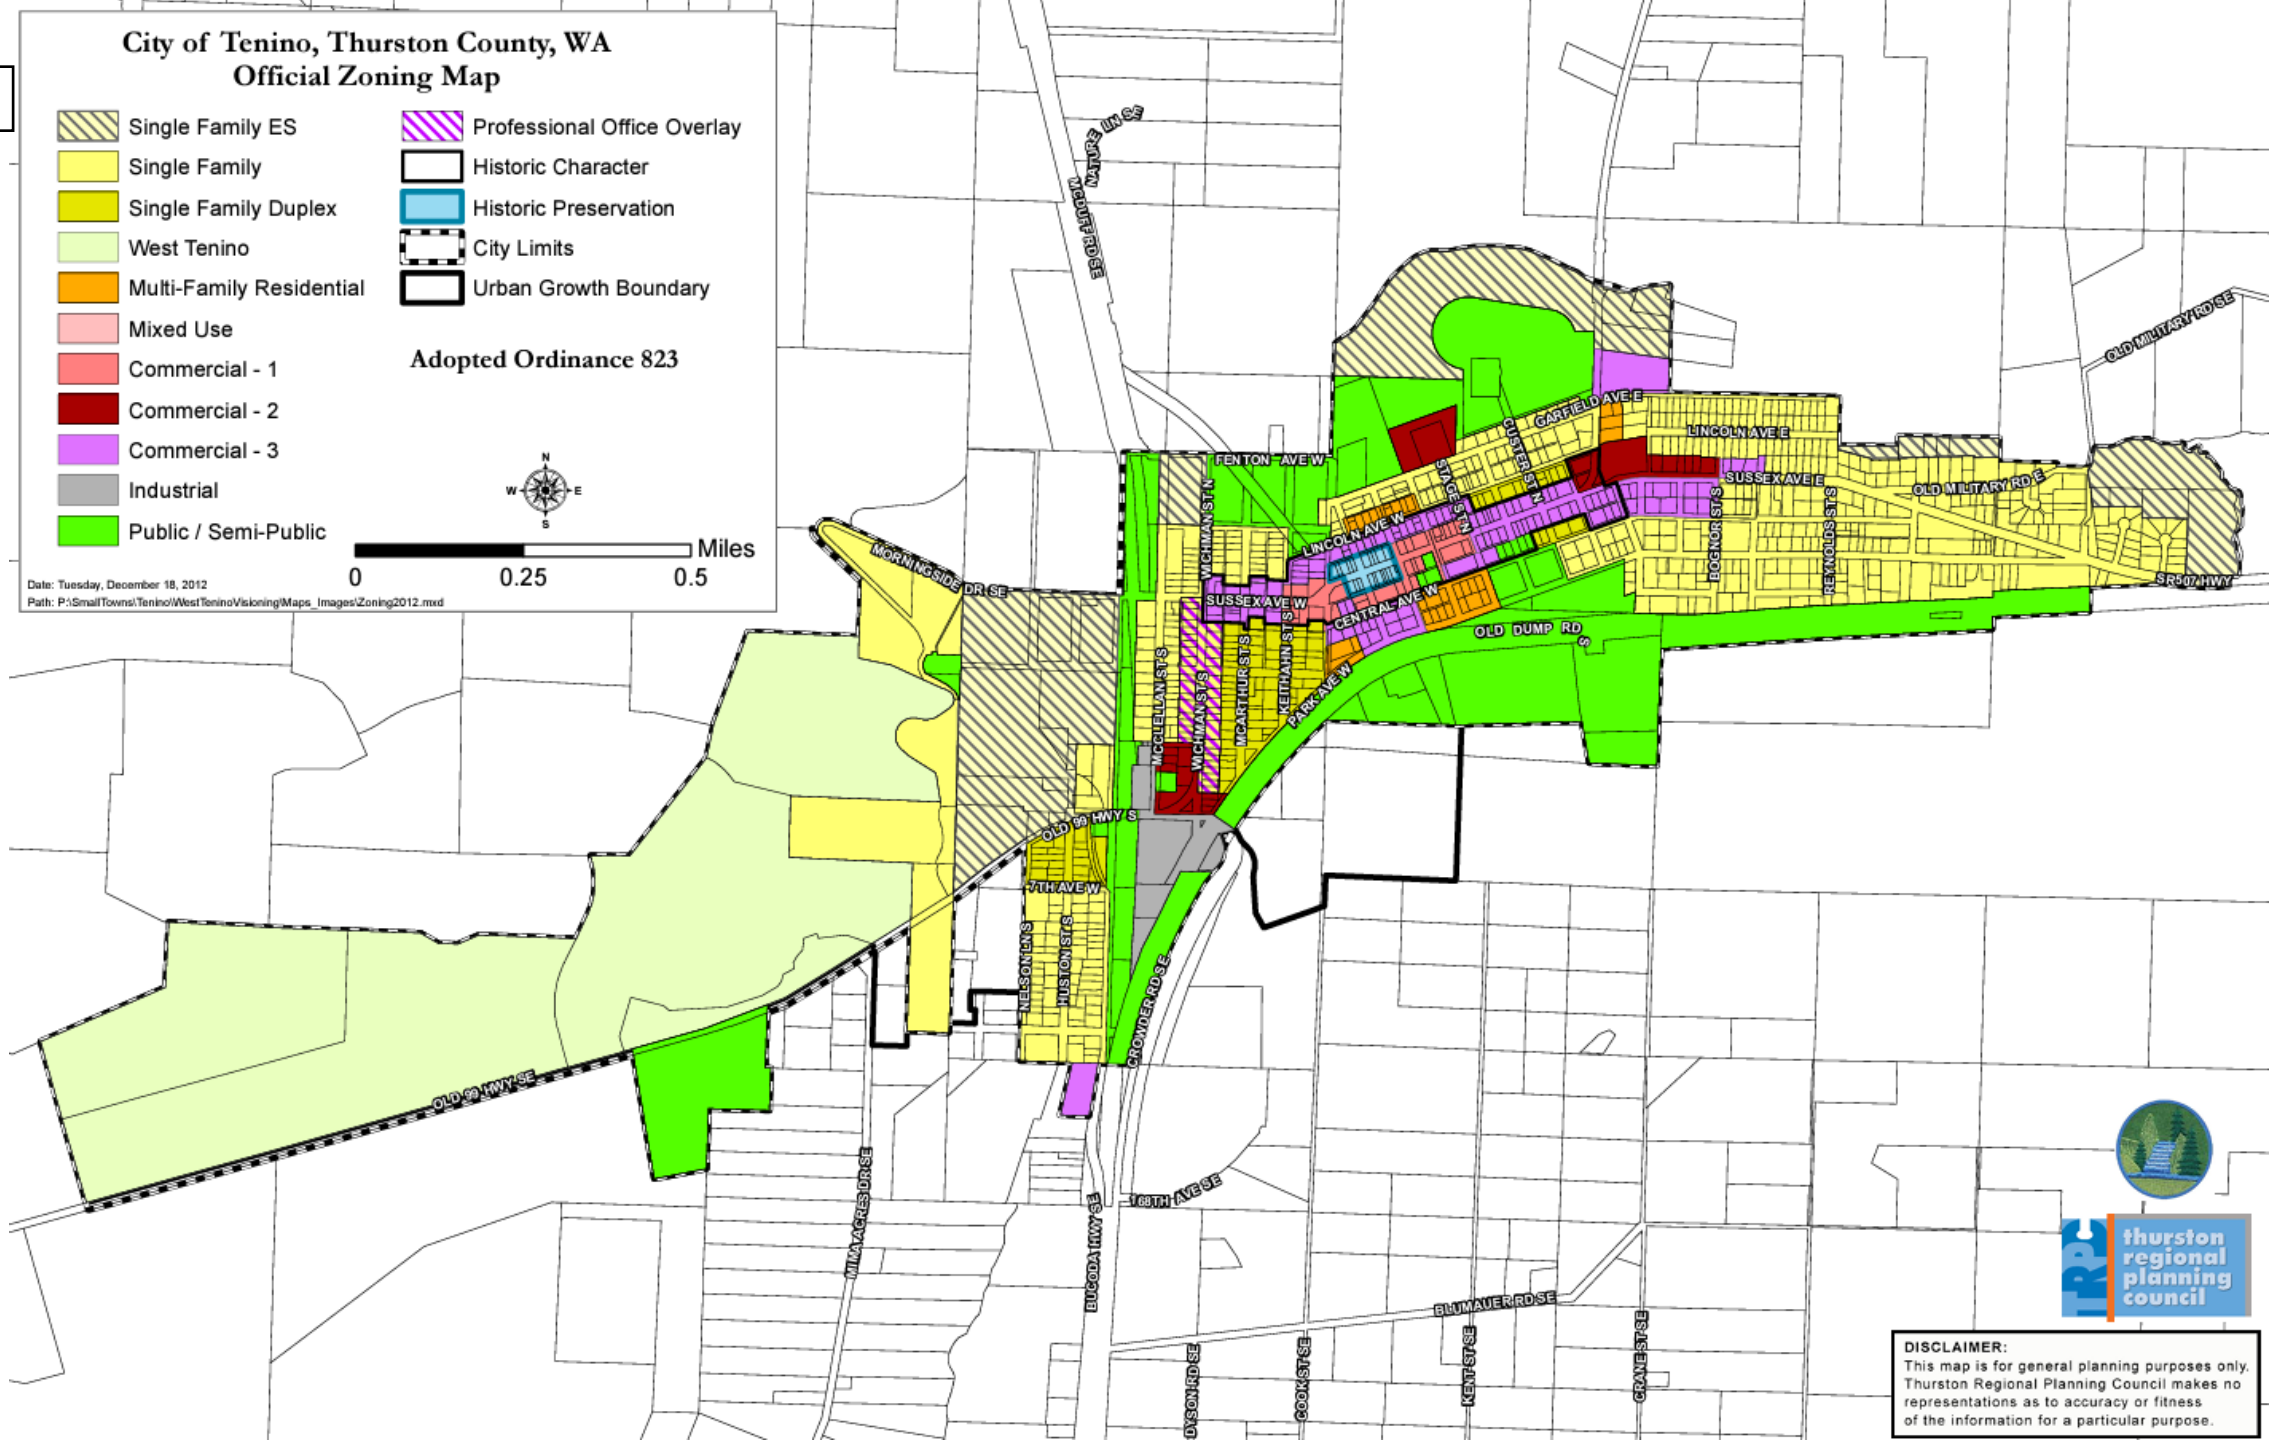 City of Tenino, Thurston County, WA
Official Zoning Map
Single Family ES
Single Family
Single Family Duplex
West Tenino
Multi-Family Residential
Mixed Use
Commercial - 1
Commercial - 2
Commercial - 3
Industrial
Public / Semi-Public
Professional Office Overlay
Historic Character
Historic Preservation
City Limits
Urban Growth Boundary
Adopted Ordinance 823
N
W
E
S
Miles
0
0.25
0.5
Date: Tuesday, December 18, 2012
Path: P:\SmallTowns\Tenino\WestTeninoVisioning\Maps_Images\Zoning2012.mxd
NATURE LN SE
MCDUFF RD SE
OLD MILITARY RD SE
GARFIELD AVE E
CUSTER ST N
LINCOLN AVE E
FENTON AVE W
STAGE ST N
SUSSEX AVE E
OLD MILITARY RD E
WICHMAN ST N
LINCOLN AVE W
BOGNOR ST S
REYNOLDS ST S
MORNINGSIDE DR SE
SR507 HWY
SUSSEX AVE W
CENTRAL AVE W
OLD DUMP RD S
MCCLELLAN ST S
WICHMAN ST S
MCARTHUR ST S
KEITHAHN ST S
PARK AVE W
OLD 99 HWY S
7TH AVE W
NELSON LN S
HUSTON ST S
CROWDER RD SE
OLD 99 HWY SE
MIMA ACRES DR SE
168TH AVE SE
BUCODA HWY SE
BLUMAUER RD SE
DYSON RD SE
COOK ST SE
KENT ST SE
CRANE ST SE
TRPC
thurston
regional
planning
council
DISCLAIMER:
This map is for general planning purposes only.
Thurston Regional Planning Council makes no
representations as to accuracy or fitness
of the information for a particular purpose.